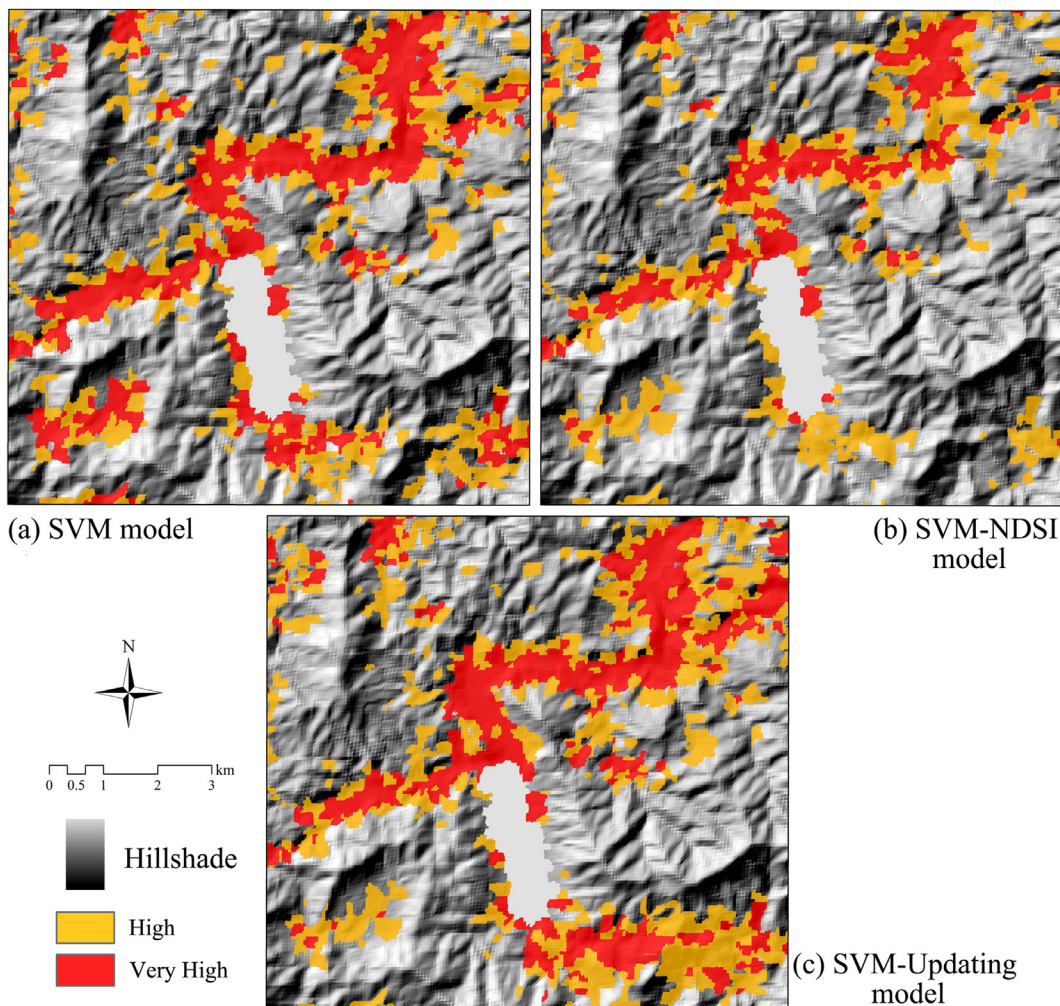 (a) SVM model
(b) SVM-NDSI
model
N
km
0 0.5 1 2 3
Hillshade
High
Very High
(c) SVM-Updating
model